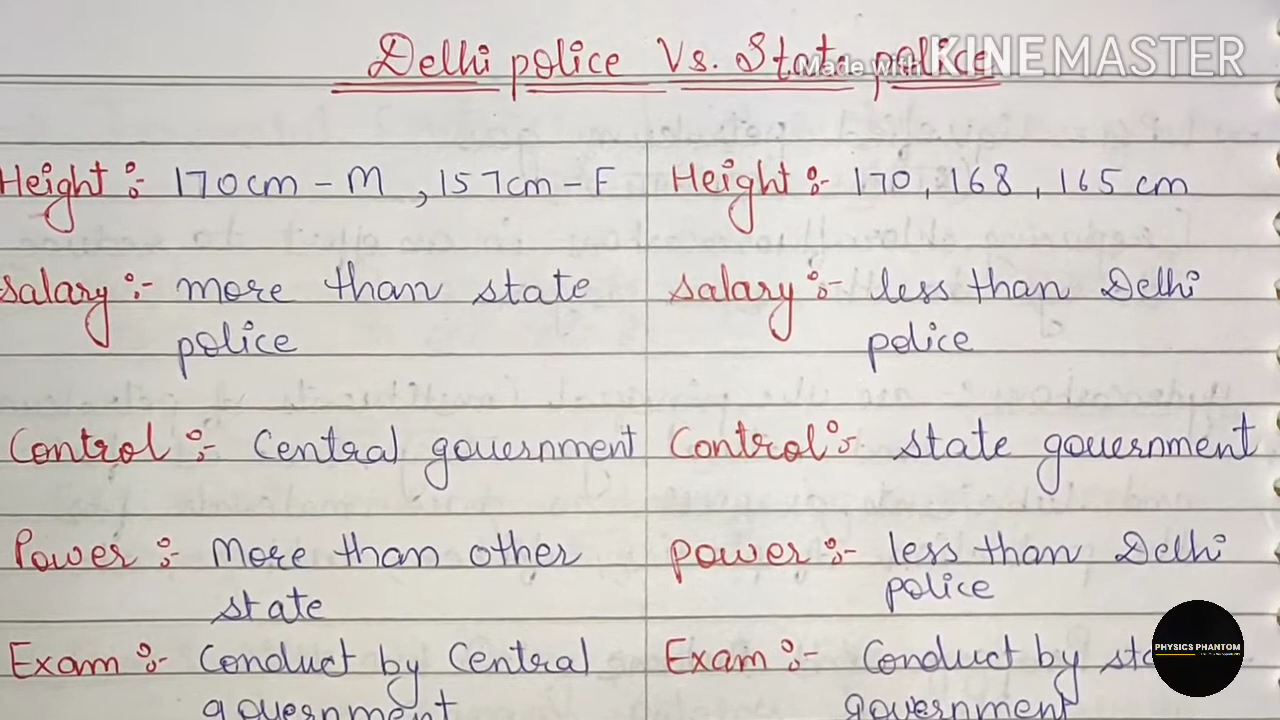 Delhi police Vs. State police
Made with KINEMASTER
Height :- 170cm - M , 157cm - F
Height :- 170, 168, 165 cm
Salary :- more than state
police
Salary :- less than Delhi
police
Control :- Central government
Control :- state government
Power :- More than other
state
power :- less than Delhi
police
Exam :- Conduct by Central
government
Exam :- Conduct by
government
PHYSICS PHANTOM